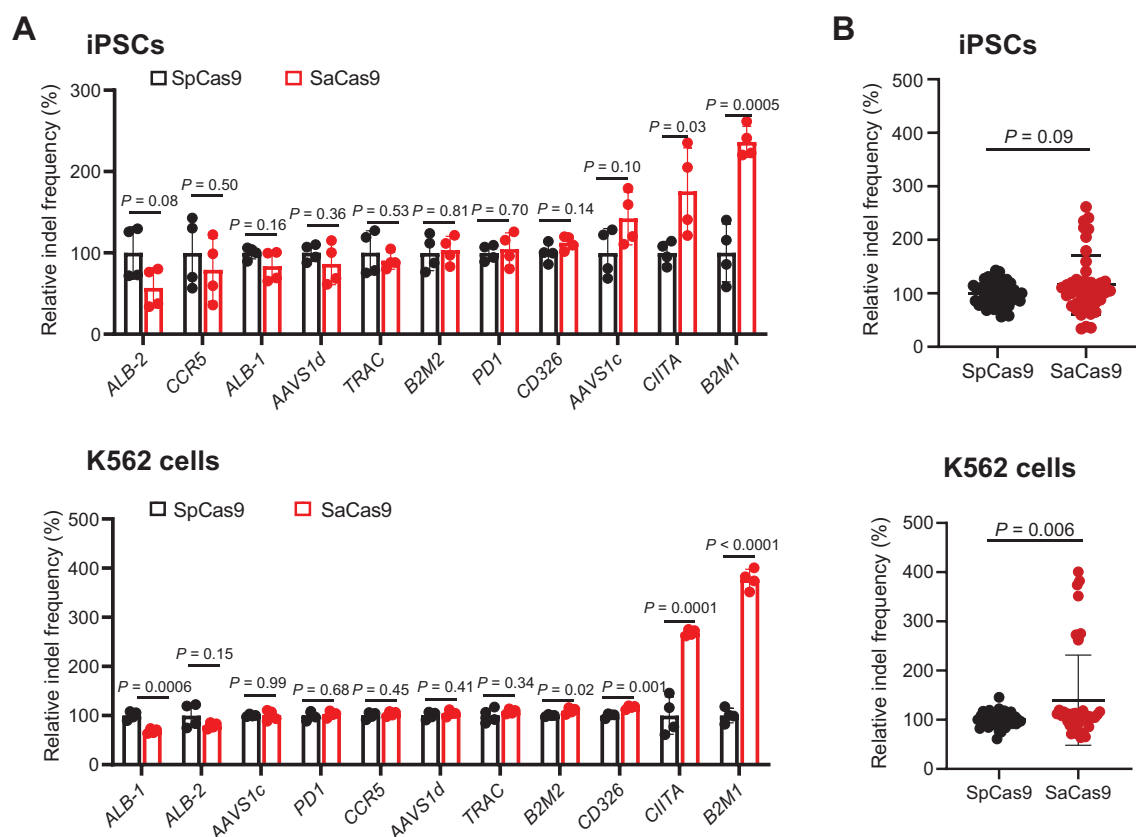 A
iPSCs
SpCas9 SaCas9
Relative indel frequency (%)
300
200
100
0
P = 0.08
P = 0.50
P = 0.16
P = 0.36
P = 0.53
P = 0.81
P = 0.70
P = 0.14
P = 0.10
P = 0.03
P = 0.0005
ALB-2
CCR5
ALB-1
AAVS1d
TRAC
B2M2
PD1
CD326
AAVS1c
CIITA
B2M1
B
iPSCs
Relative indel frequency (%)
500
400
300
200
100
0
P = 0.09
SpCas9 SaCas9
K562 cells
SpCas9 SaCas9
Relative indel frequency (%)
500
400
300
200
100
0
P = 0.0006
P = 0.15
P = 0.99
P = 0.68
P = 0.45
P = 0.41
P = 0.34
P = 0.02
P = 0.001
P = 0.0001
P < 0.0001
ALB-1
ALB-2
AAVS1c
PD1
CCR5
AAVS1d
TRAC
B2M2
CD326
CIITA
B2M1
K562 cells
Relative indel frequency (%)
500
400
300
200
100
0
P = 0.006
SpCas9 SaCas9